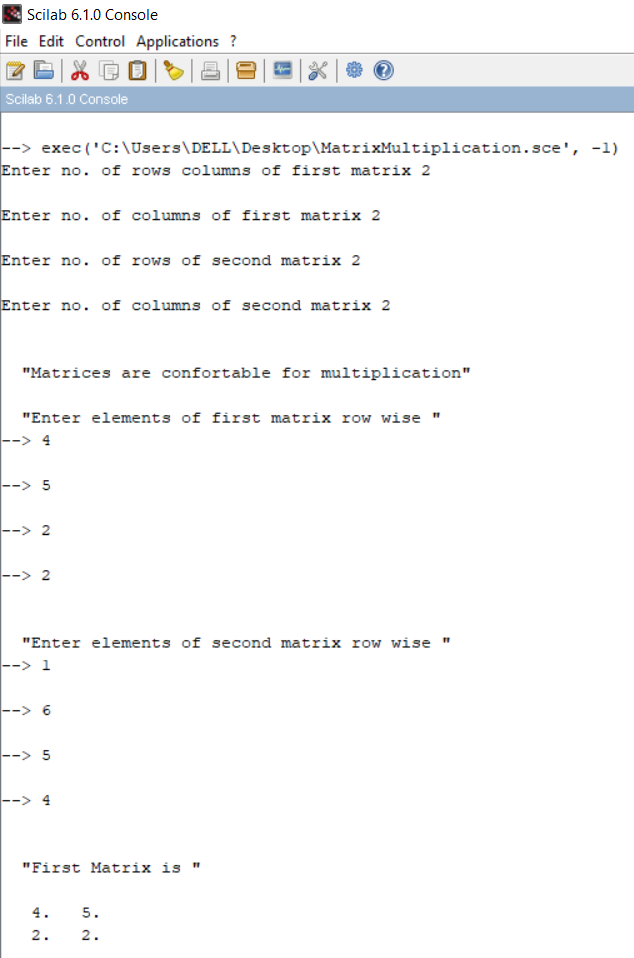 Scilab 6.1.0 Console
File Edit Control Applications ?
Scilab 6.1.0 Console
--> exec('C:\Users\DELL\Desktop\MatrixMultiplication.sce', -1)
Enter no. of rows columns of first matrix 2
Enter no. of columns of first matrix 2
Enter no. of rows of second matrix 2
Enter no. of columns of second matrix 2
"Matrices are confortable for multiplication"
"Enter elements of first matrix row wise "
--> 4
--> 5
--> 2
--> 2
"Enter elements of second matrix row wise "
--> 1
--> 6
--> 5
--> 4
"First Matrix is "
4. 5.
2. 2.